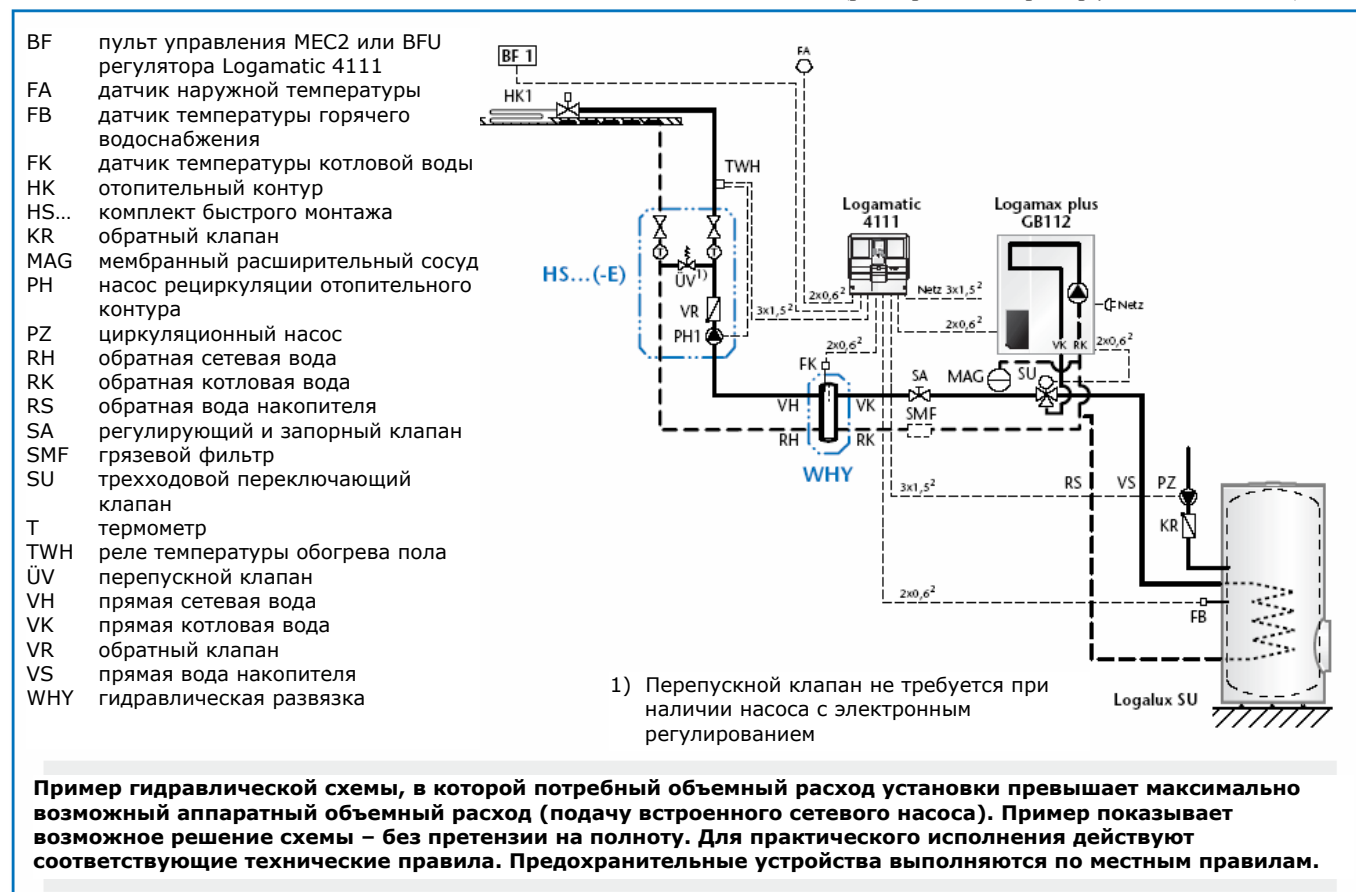 BF пульт управления MEC2 или BFU
регулятора Logamatic 4111
FA датчик наружной температуры
FB датчик температуры горячего
водоснабжения
FK датчик температуры котловой воды
HK отопительный контур
HS... комплект быстрого монтажа
KR обратный клапан
MAG мембранный расширительный сосуд
PH насос рециркуляции отопительного
контура
PZ циркуляционный насос
RH обратная сетевая вода
RK обратная котловая вода
RS обратная вода накопителя
SA регулирующий и запорный клапан
SMF грязевой фильтр
SU трехходовой переключающий
клапан
T термометр
TWH реле температуры обогрева пола
ÜV перепускной клапан
VH прямая сетевая вода
VK прямая котловая вода
VR обратный клапан
VS прямая вода накопителя
WHY гидравлическая развязка
BF 1
FA
HK1
TWH
Logamatic
4111
Logamax plus
GB112
HS...(-E)
T
T
ÜV¹⁾
2x0,6²
Netz 3x1,5²
Netz
VR
3x1,5²
PH1
2x0,6²
2x0,6²
VK RK
2x0,6²
FK
SA
MAG
SU
VH
VK
SMF
RH
RK
WHY
3x1,5²
RS
VS
PZ
KR
2x0,6²
FB
Logalux SU
1) Перепускной клапан не требуется при
наличии насоса с электронным
регулированием
Пример гидравлической схемы, в которой потребный объемный расход установки превышает максимально
возможный аппаратный объемный расход (подачу встроенного сетевого насоса). Пример показывает
возможное решение схемы – без претензии на полноту. Для практического исполнения действуют
соответствующие технические правила. Предохранительные устройства выполняются по местным правилам.